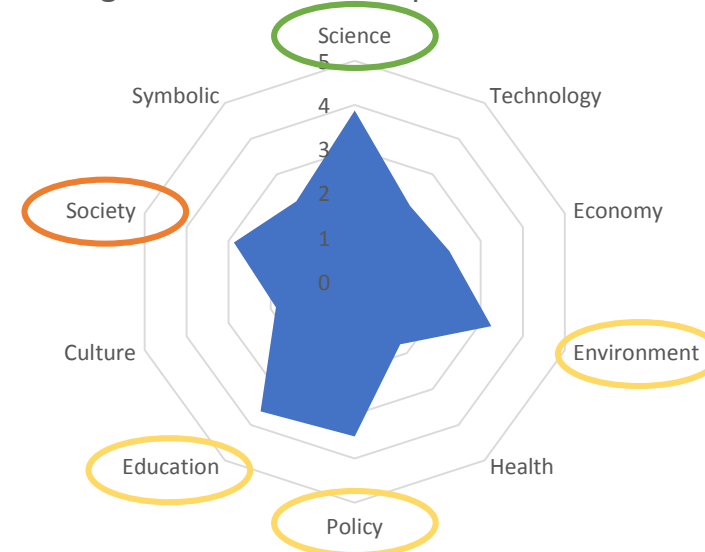 Science
5
Symbolic
Technology
4
3
2
Society
Economy
1
0
Culture
Environment
Education
Health
Policy